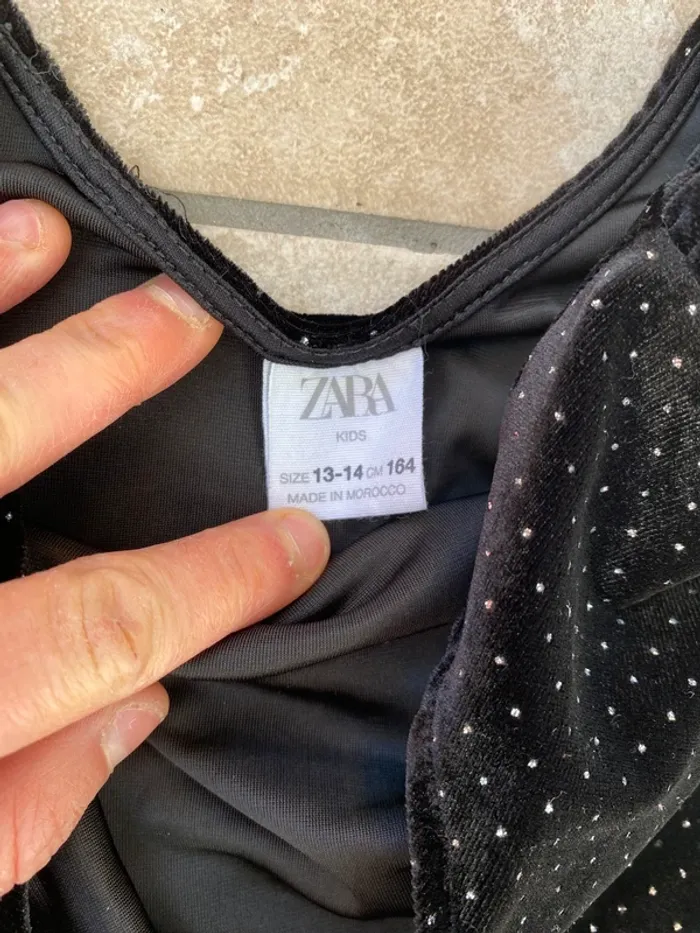 ZARA
KIDS
SIZE 13-14 CM 164
MADE IN MOROCCO